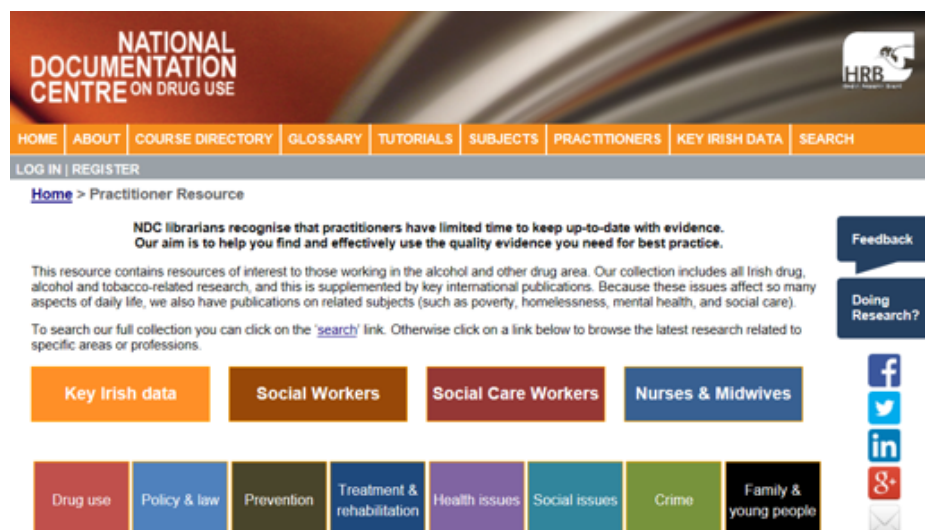 NATIONAL
DOCUMENTATION
CENTRE ON DRUG USE
HRB
HOME ABOUT COURSE DIRECTORY GLOSSARY TUTORIALS SUBJECTS PRACTITIONERS KEY IRISH DATA SEARCH
LOG IN | REGISTER
Home > Practitioner Resource
NDC librarians recognise that practitioners have limited time to keep up-to-date with evidence.
Our aim is to help you find and effectively use the quality evidence you need for best practice.
Feedback
This resource contains resources of interest to those working in the alcohol and other drug area. Our collection includes all Irish drug,
alcohol and tobacco-related research, and this is supplemented by key international publications. Because these issues affect so many
aspects of daily life, we also have publications on related subjects (such as poverty, homelessness, mental health, and social care).
Doing
Research?
To search our full collection you can click on the 'search' link. Otherwise click on a link below to browse the latest research related to
specific areas or professions.
Key Irish data
Social Workers
Social Care Workers
Nurses & Midwives
Drug use
Policy & law
Prevention
Treatment &
rehabilitation
Health issues
Social issues
Crime
Family &
young people
f
in
8+